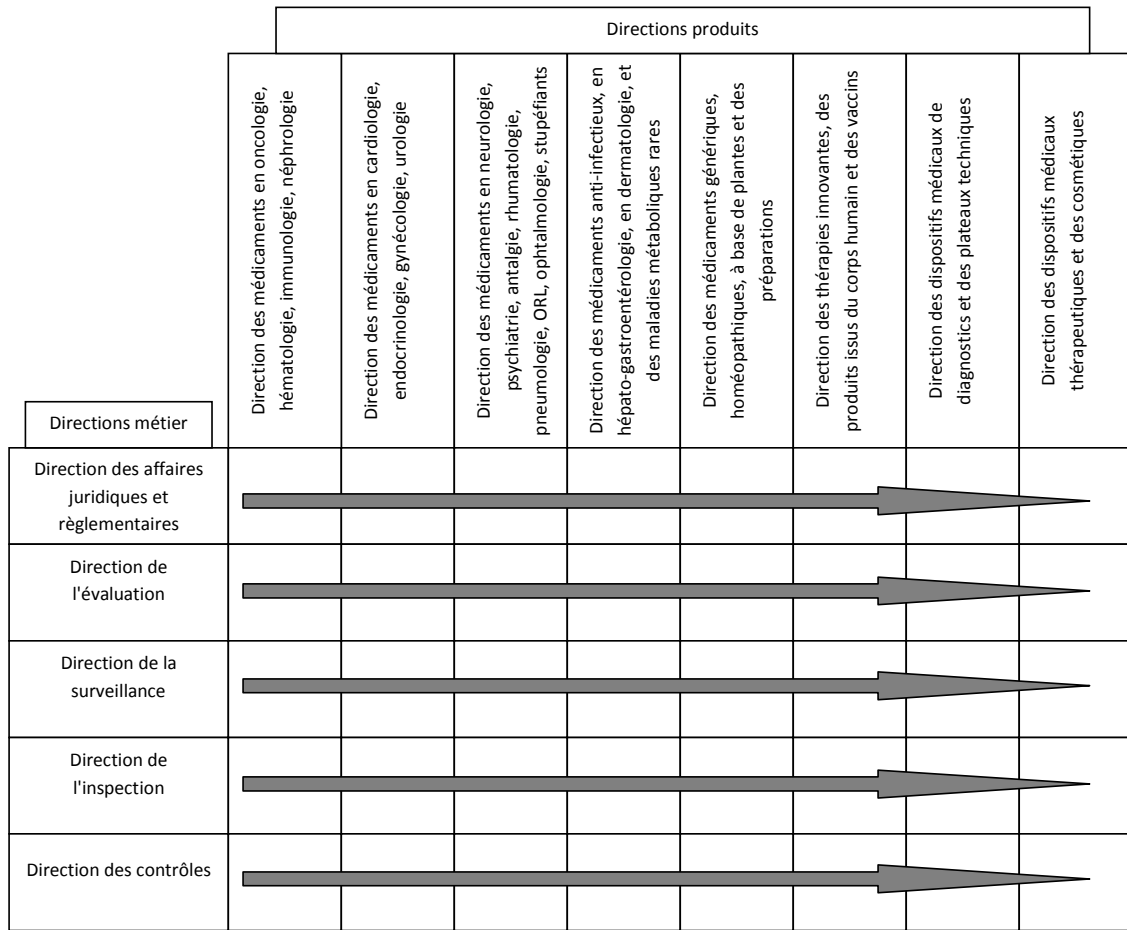 Directions produits
Direction des médicaments en oncologie,
hématologie, immunologie, néphrologie
Direction des médicaments en cardiologie,
endocrinologie, gynécologie, urologie
Direction des médicaments en neurologie,
psychiatrie, antalgie, rhumatologie,
pneumologie, ORL, ophtalmologie, stupéfiants
Direction des médicaments anti-infectieux, en
hépato-gastroentérologie, en dermatologie, et
des maladies métaboliques rares
Direction des médicaments génériques,
homéopathiques, à base de plantes et des
préparations
Direction des thérapies innovantes, des
produits issus du corps humain et des vaccins
Direction des dispositifs médicaux de
diagnostics et des plateaux techniques
Direction des dispositifs médicaux
thérapeutiques et des cosmétiques
Directions métier
Direction des affaires
juridiques et
règlementaires
Direction de
l'évaluation
Direction de la
surveillance
Direction de
l'inspection
Direction des contrôles